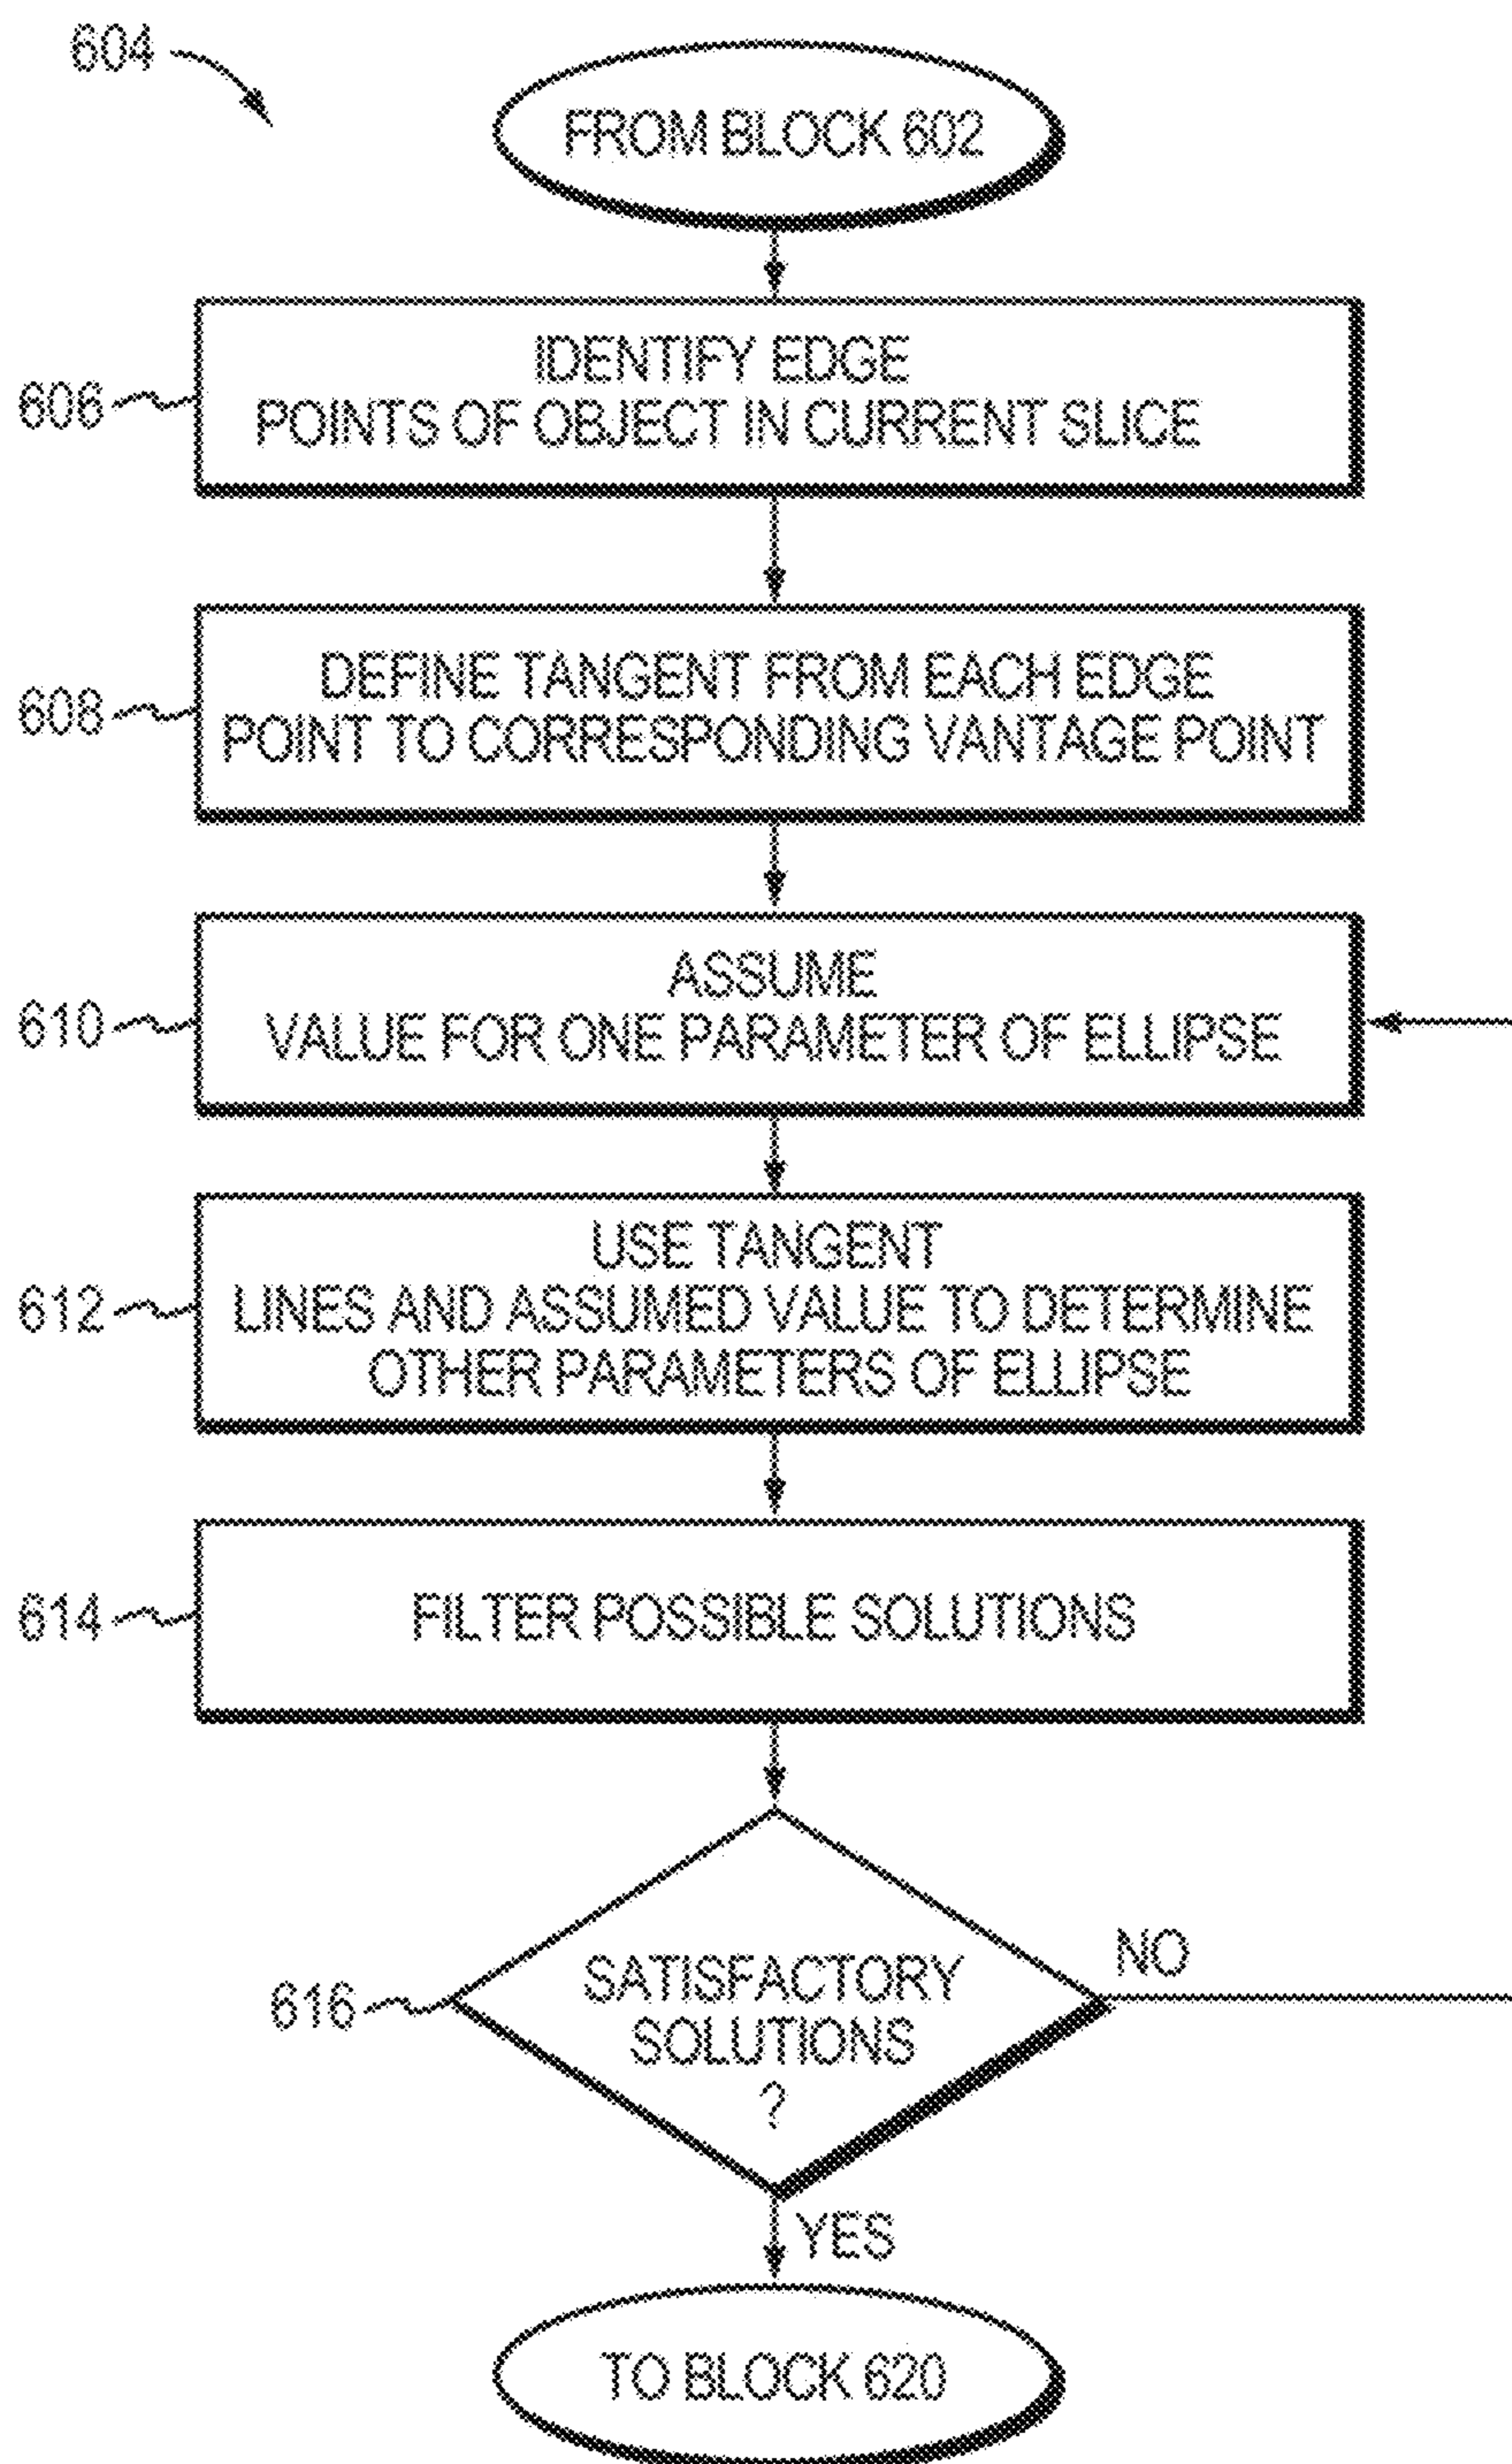 604
FROM BLOCK 602
IDENTIFY EDGE
606
POINTS OF OBJECT IN CURRENT SLICE
DEFINE TANGENT FROM EACH EDGE
608
POINT TO CORRESPONDING VANTAGE POINT
ASSUME
610
VALUE FOR ONE PARAMETER OF ELLIPSE
USE TANGENT
612
LINES AND ASSUMED VALUE TO DETERMINE
OTHER PARAMETERS OF ELLIPSE
614
FILTER POSSIBLE SOLUTIONS
NO
616
SATISFACTORY
SOLUTIONS
?
YES
TO BLOCK 620